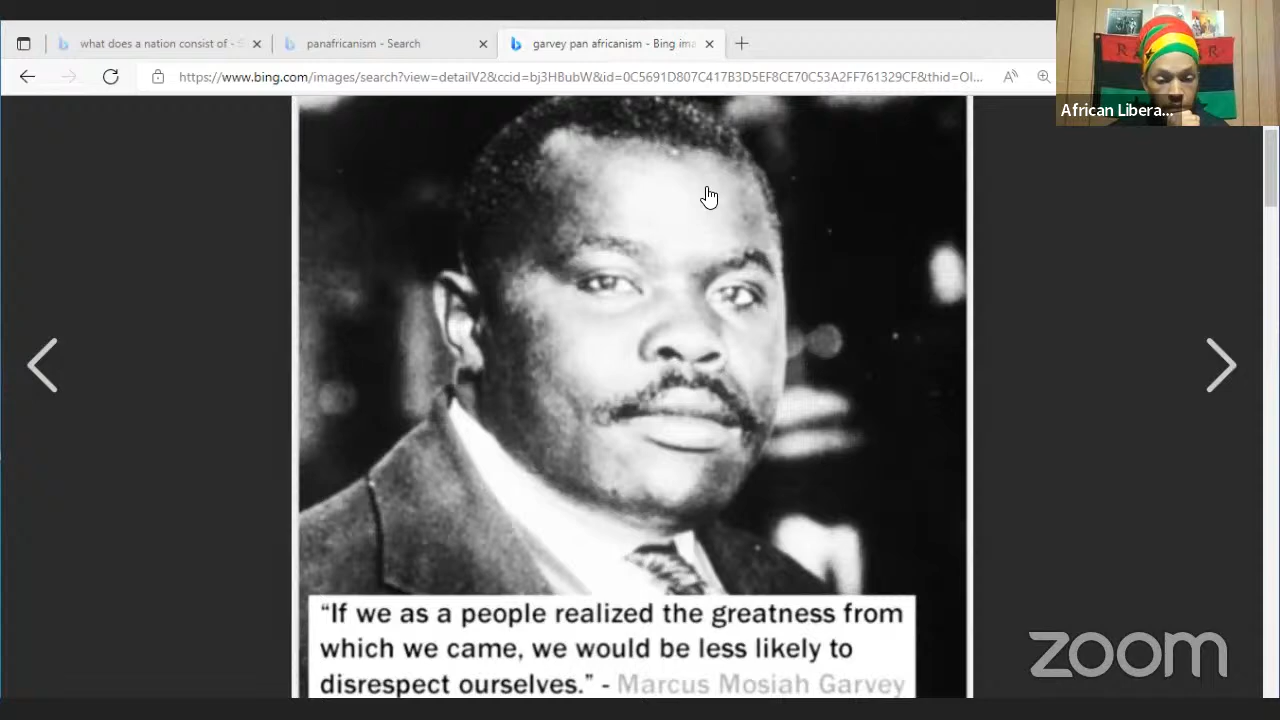 what does a nation consist of - S
panafricanism - Search
garvey pan africanism - Bing ima
https://www.bing.com/images/search?view=detailV2&ccid=bj3HBubW&id=0C5691D807C417B3D5EF8CE70C53A2FF761329CF&thid=OI...
African Libera...
“If we as a people realized the greatness from
which we came, we would be less likely to
disrespect ourselves.” - Marcus Mosiah Garvey
zoom